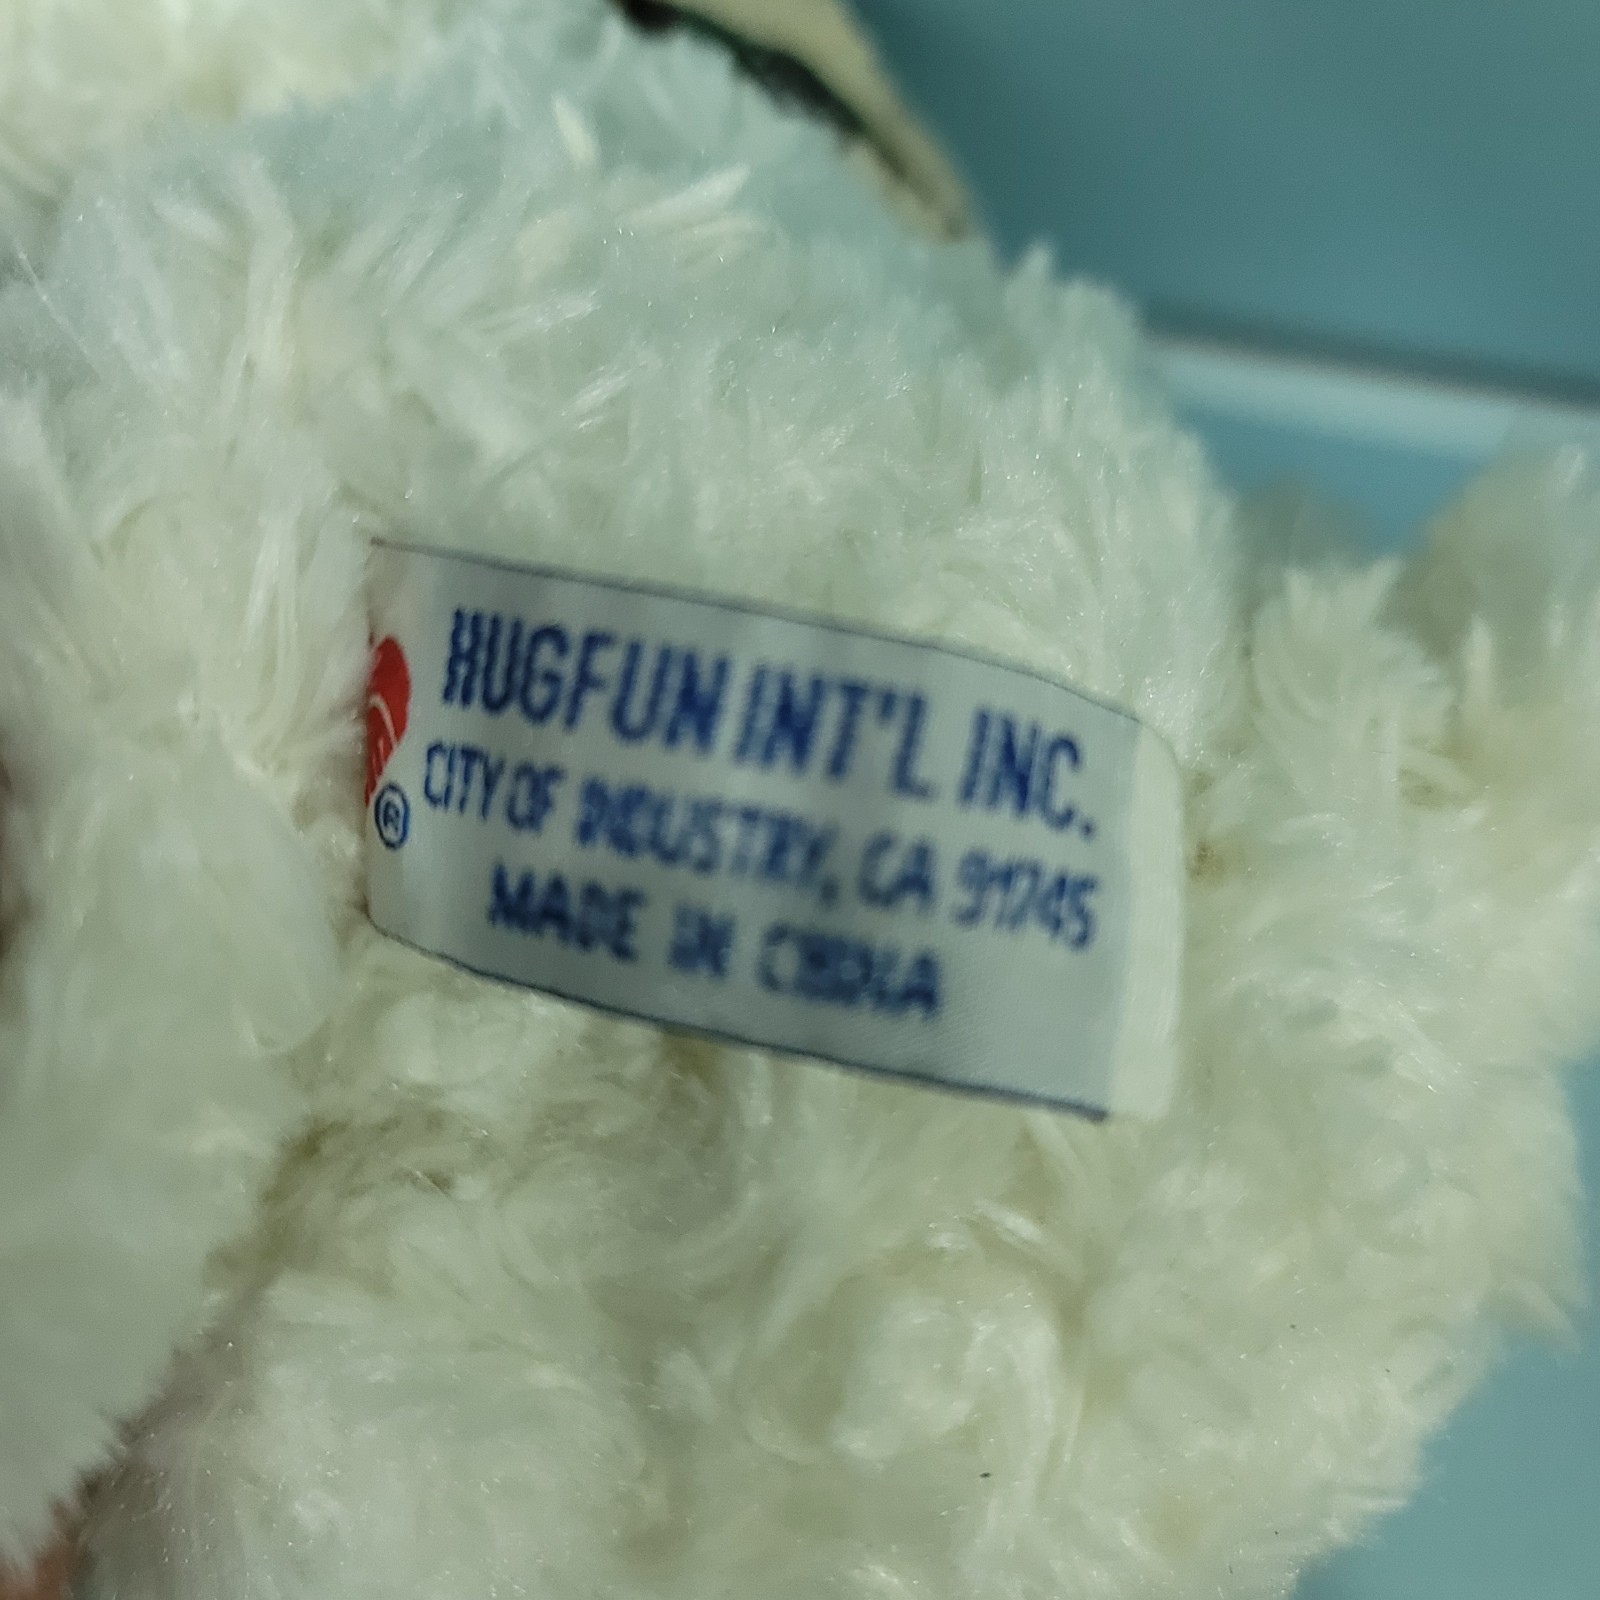 HUGFUN INT'L INC.
® CITY OF INDUSTRY, CA 91745
MADE IN CHINA